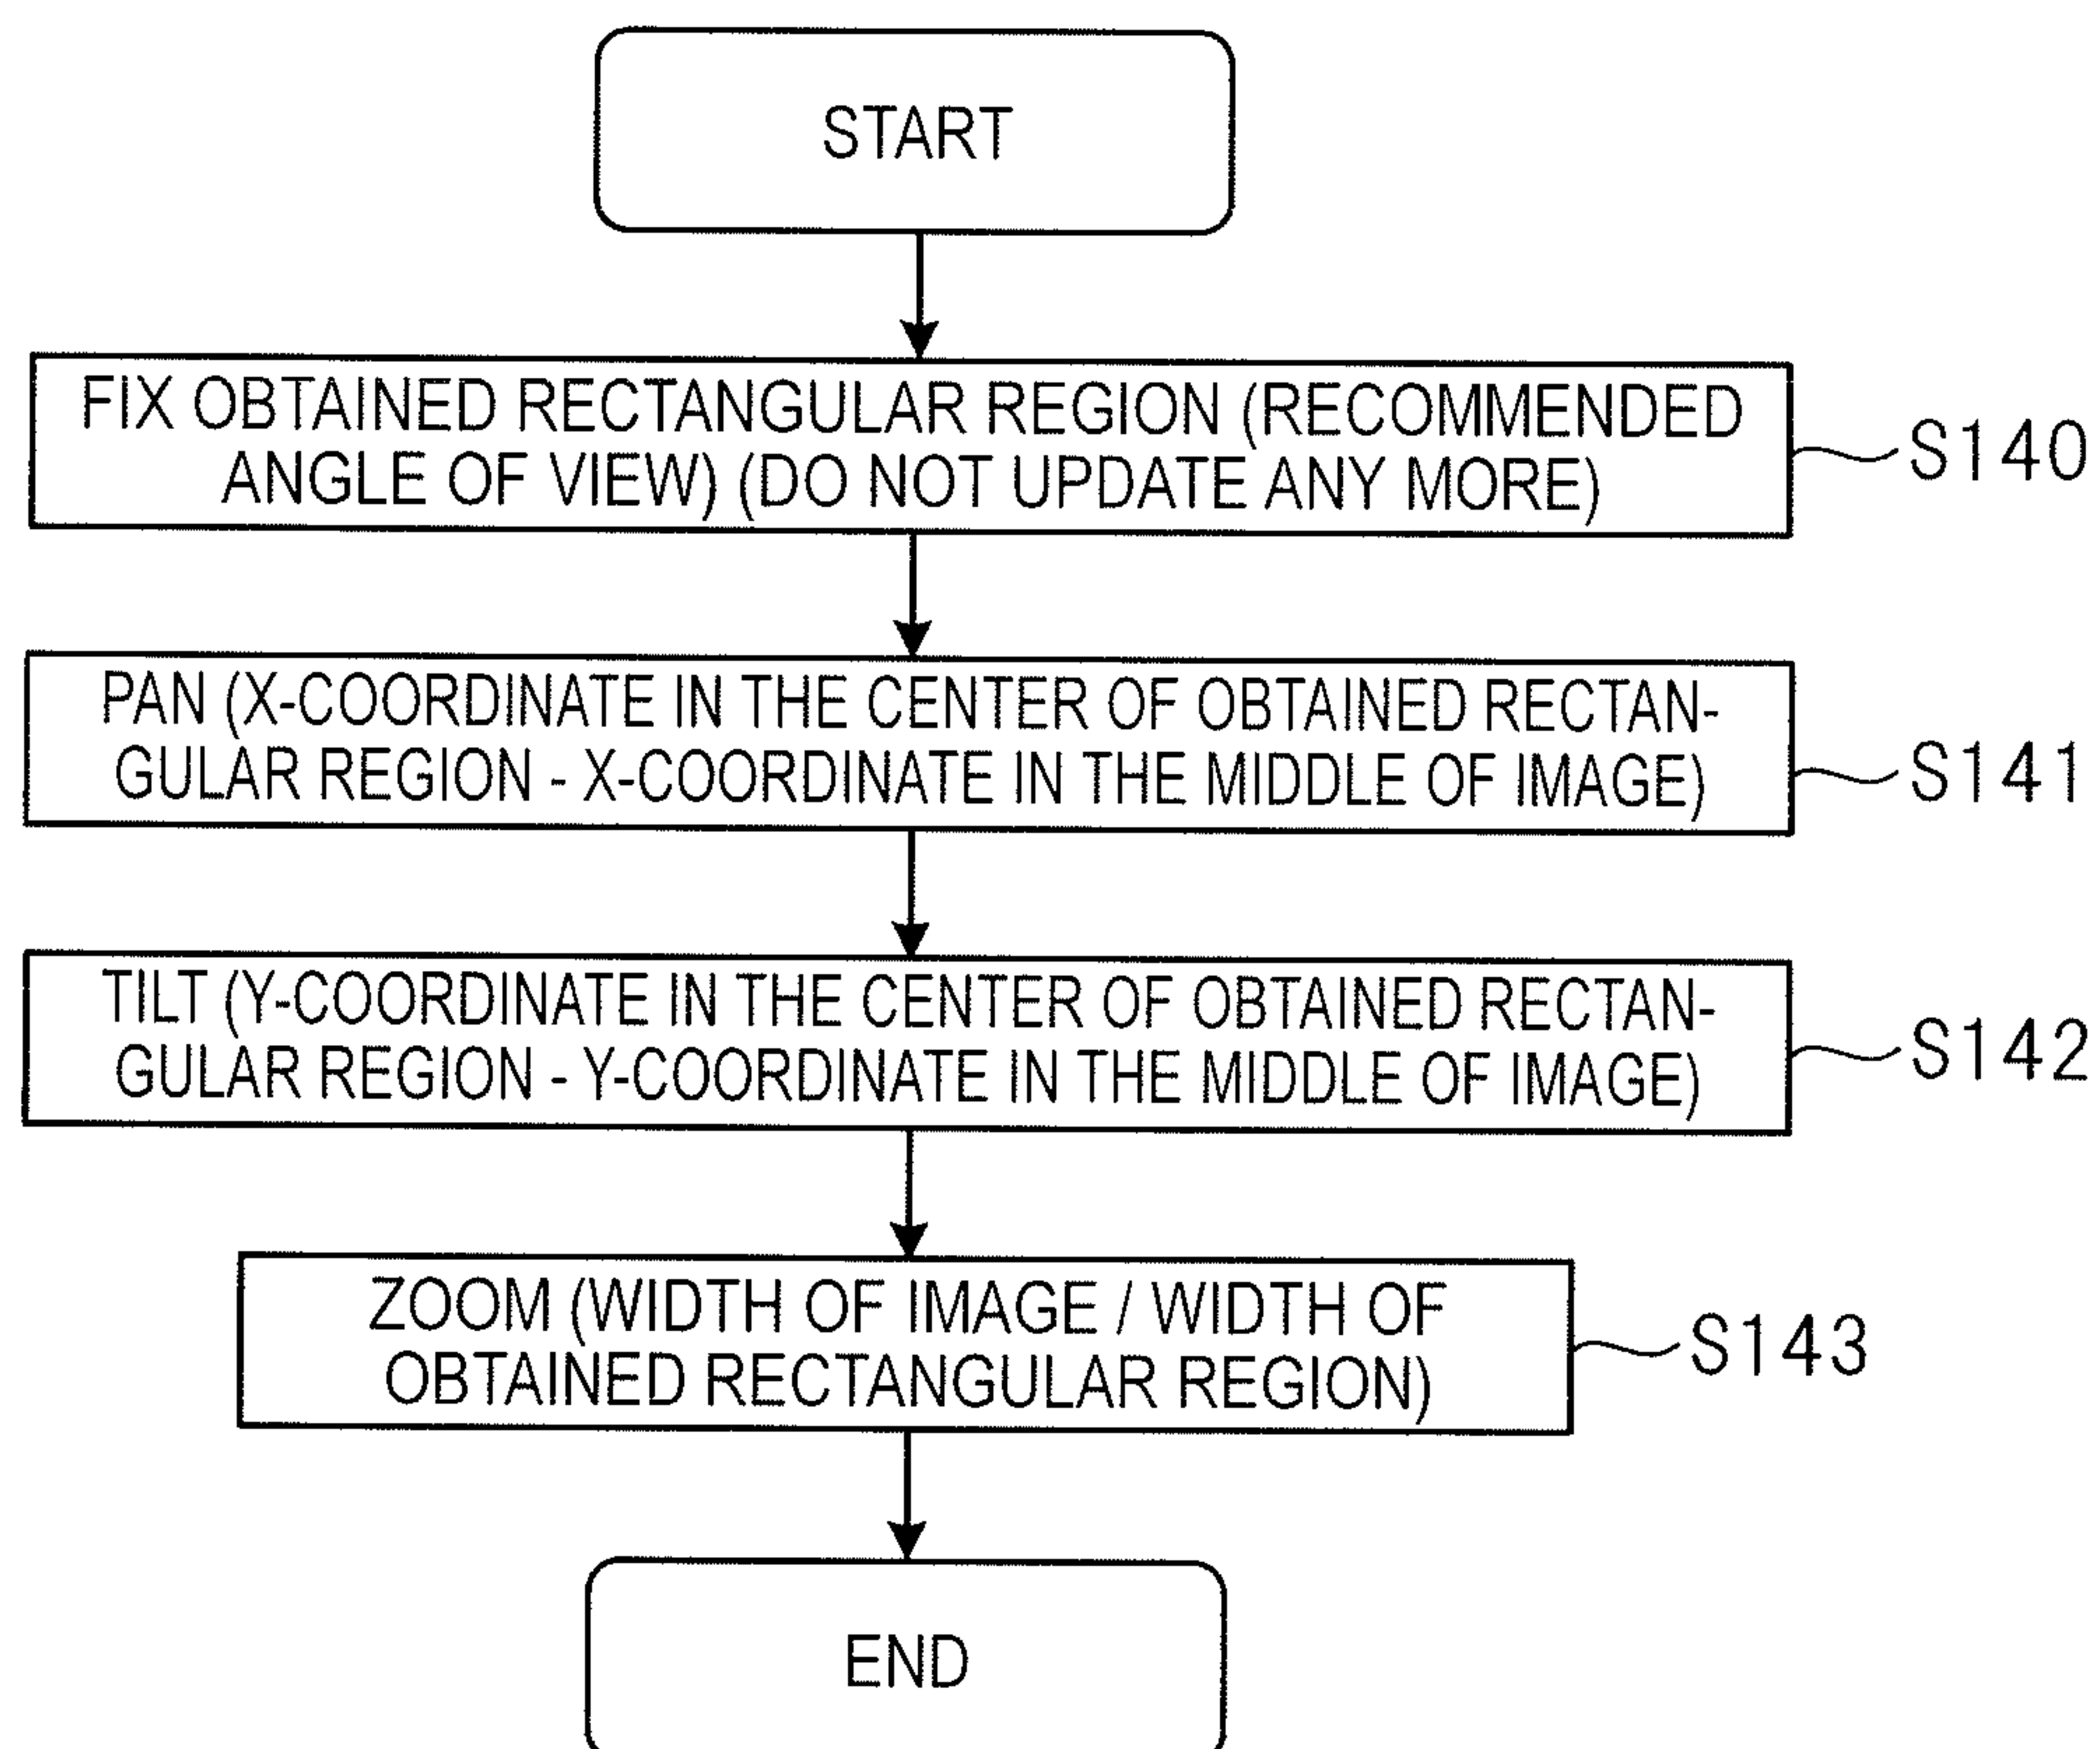 START
FIX OBTAINED RECTANGULAR REGION (RECOMMENDED
ANGLE OF VIEW) (DO NOT UPDATE ANY MORE)
S140
PAN (X-COORDINATE IN THE CENTER OF OBTAINED RECTAN-
GULAR REGION - X-COORDINATE IN THE MIDDLE OF IMAGE)
S141
TILT (Y-COORDINATE IN THE CENTER OF OBTAINED RECTAN-
GULAR REGION - Y-COORDINATE IN THE MIDDLE OF IMAGE)
S142
ZOOM (WIDTH OF IMAGE / WIDTH OF
OBTAINED RECTANGULAR REGION)
S143
END